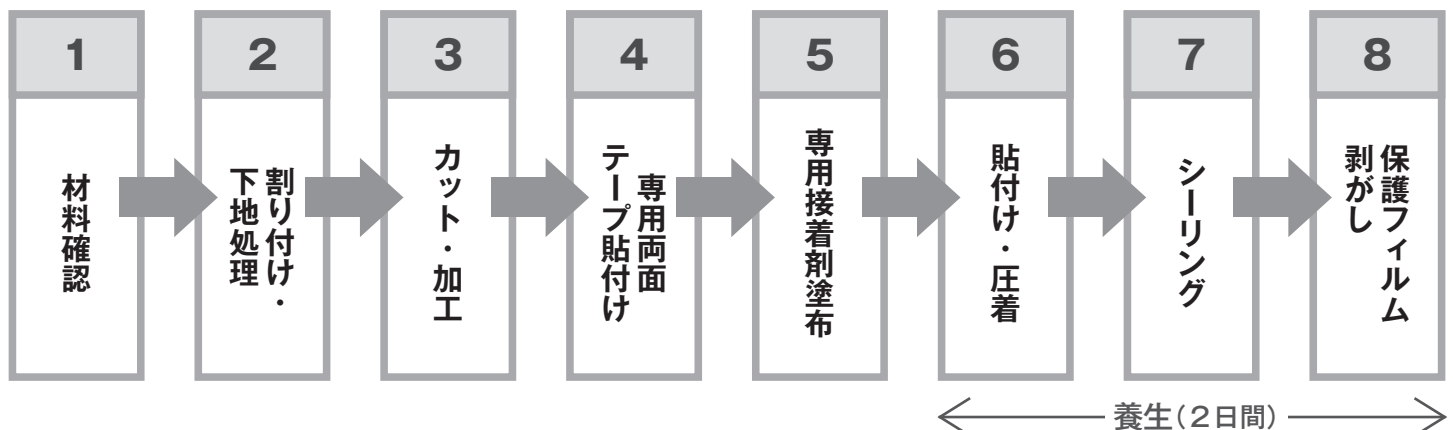 1
材料確認
2
割り付け・
下地処理
3
カット・加工
4
専用両面
テープ貼付け
5
専用接着剤塗布
6
貼付け・圧着
7
シーリング
8
保護フィルム
剥がし
養生(2日間)